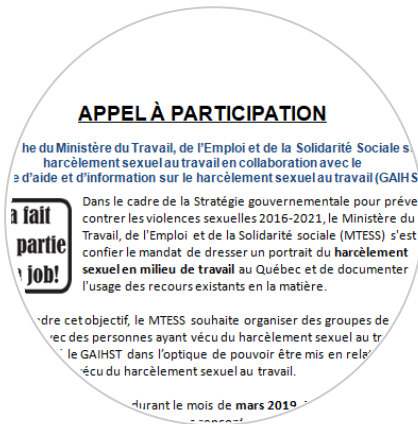 APPEL À PARTICIPATION
he du Ministère du Travail, de l'Emploi et de la Solidarité Sociale s
harcèlement sexuel au travail en collaboration avec le
e d'aide et d'information sur le harcèlement sexuel au travail (GAIHS
a fait
partie
job!
Dans le cadre de la Stratégie gouvernementale pour préve
contrer les violences sexuelles 2016-2021, le Ministère du
Travail, de l'Emploi et de la Solidarité sociale (MTESS) s'est
confier le mandat de dresser un portrait du harcèlement
sexuel en milieu de travail au Québec et de documenter
l'usage des recours existants en la matière.
dre cet objectif, le MTESS souhaite organiser des groupes de
vec des personnes ayant vécu du harcèlement sexuel au tr
le GAIHST dans l'optique de pouvoir être mis en relat
vécu du harcèlement sexuel au travail.
durant le mois de mars 2019